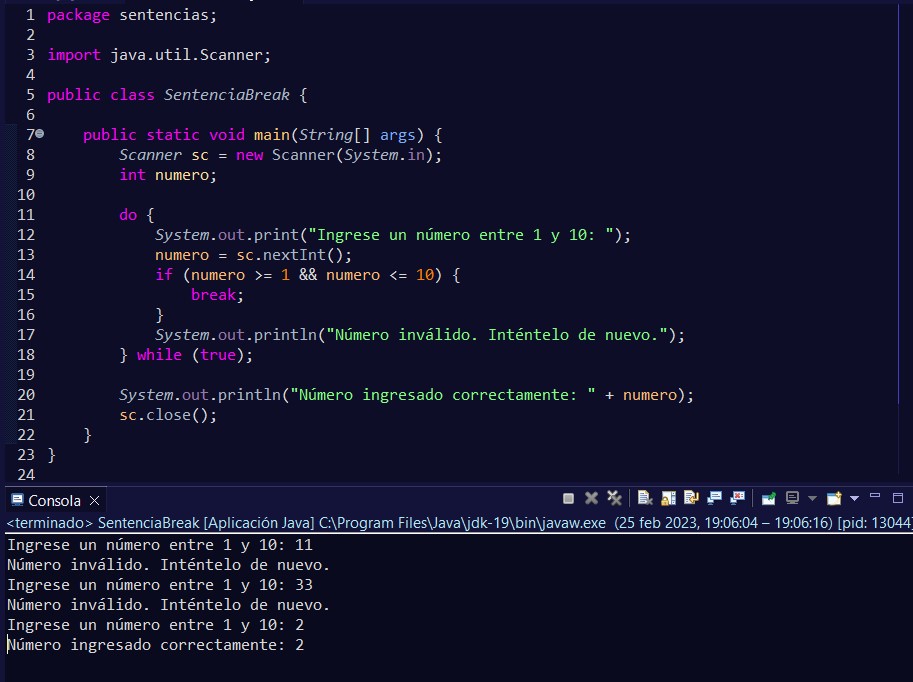 1 package sentencias;
2
3 import java.util.Scanner;
4
5 public class SentenciaBreak {
6
7 public static void main(String[] args) {
8 Scanner sc = new Scanner(System.in);
9 int numero;
10
11 do {
12 System.out.print("Ingrese un número entre 1 y 10: ");
13 numero = sc.nextInt();
14 if (numero >= 1 && numero <= 10) {
15 break;
16 }
17 System.out.println("Número inválido. Inténtelo de nuevo.");
18 } while (true);
19
20 System.out.println("Número ingresado correctamente: " + numero);
21 sc.close();
22 }
23 }
24
Consola
<terminado> SentenciaBreak [Aplicación Java] C:\Program Files\Java\jdk-19\bin\javaw.exe (25 feb 2023, 19:06:04 – 19:06:16) [pid: 13044]
Ingrese un número entre 1 y 10: 11
Número inválido. Inténtelo de nuevo.
Ingrese un número entre 1 y 10: 33
Número inválido. Inténtelo de nuevo.
Ingrese un número entre 1 y 10: 2
Número ingresado correctamente: 2